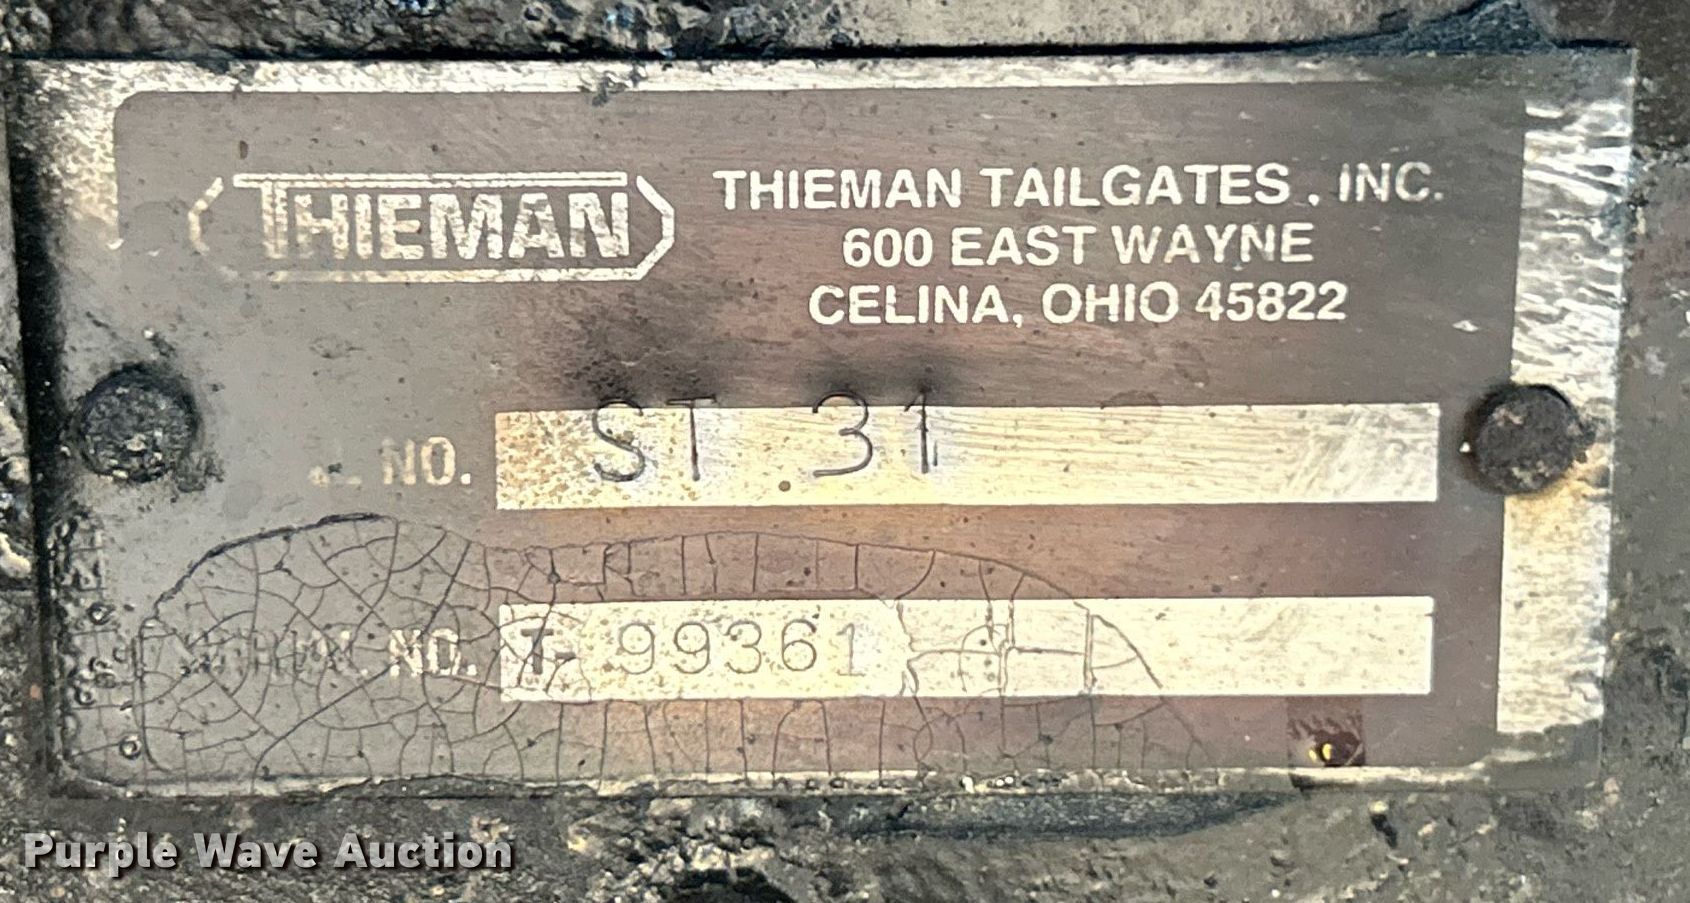 THIEMAN
THIEMAN TAILGATES, INC.
600 EAST WAYNE
CELINA, OHIO 45822
NO. ST 31
NO. T- 99361
Purple Wave Auction